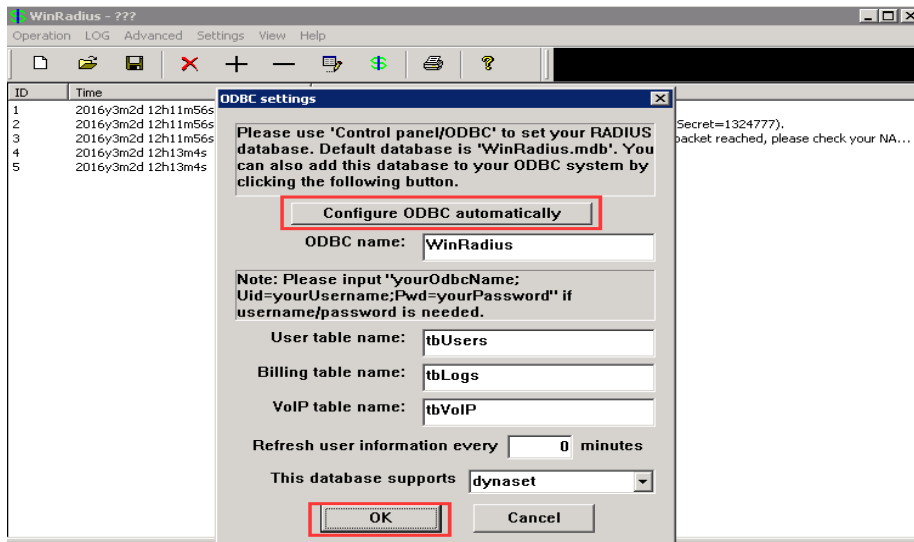 WinRadius - ???
Operation LOG Advanced Settings View Help
ID Time
1 2016y3m2d 12h11m56s
2 2016y3m2d 12h11m56s Secret=1324777).
3 2016y3m2d 12h11m56s packet reached, please check your NA...
4 2016y3m2d 12h13m4s
5 2016y3m2d 12h13m4s
ODBC settings
Please use 'Control panel/ODBC' to set your RADIUS
database. Default database is 'WinRadius.mdb'. You
can also add this database to your ODBC system by
clicking the following button.
Configure ODBC automatically
ODBC name: WinRadius
Note: Please input "yourOdbcName;
Uid=yourUsername;Pwd=yourPassword" if
username/password is needed.
User table name: tbUsers
Billing table name: tbLogs
VoIP table name: tbVoIP
Refresh user information every 0 minutes
This database supports dynaset
OK Cancel